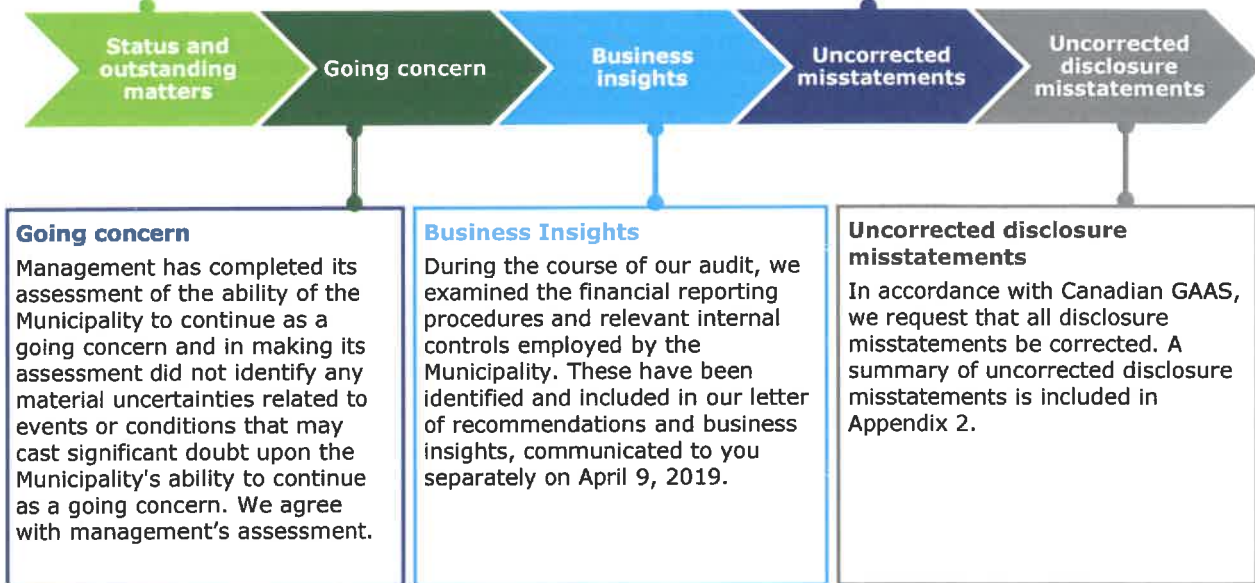 Status and
outstanding
matters
Going concern
Business
insights
Uncorrected
misstatements
Uncorrected
disclosure
misstatements
Going concern
Management has completed its
assessment of the ability of the
Municipality to continue as a
going concern and in making its
assessment did not identify any
material uncertainties related to
events or conditions that may
cast significant doubt upon the
Municipality's ability to continue
as a going concern. We agree
with management's assessment.
Business Insights
During the course of our audit, we
examined the financial reporting
procedures and relevant internal
controls employed by the
Municipality. These have been
identified and included in our letter
of recommendations and business
insights, communicated to you
separately on April 9, 2019.
Uncorrected disclosure
misstatements
In accordance with Canadian GAAS,
we request that all disclosure
misstatements be corrected. A
summary of uncorrected disclosure
misstatements is included in
Appendix 2.